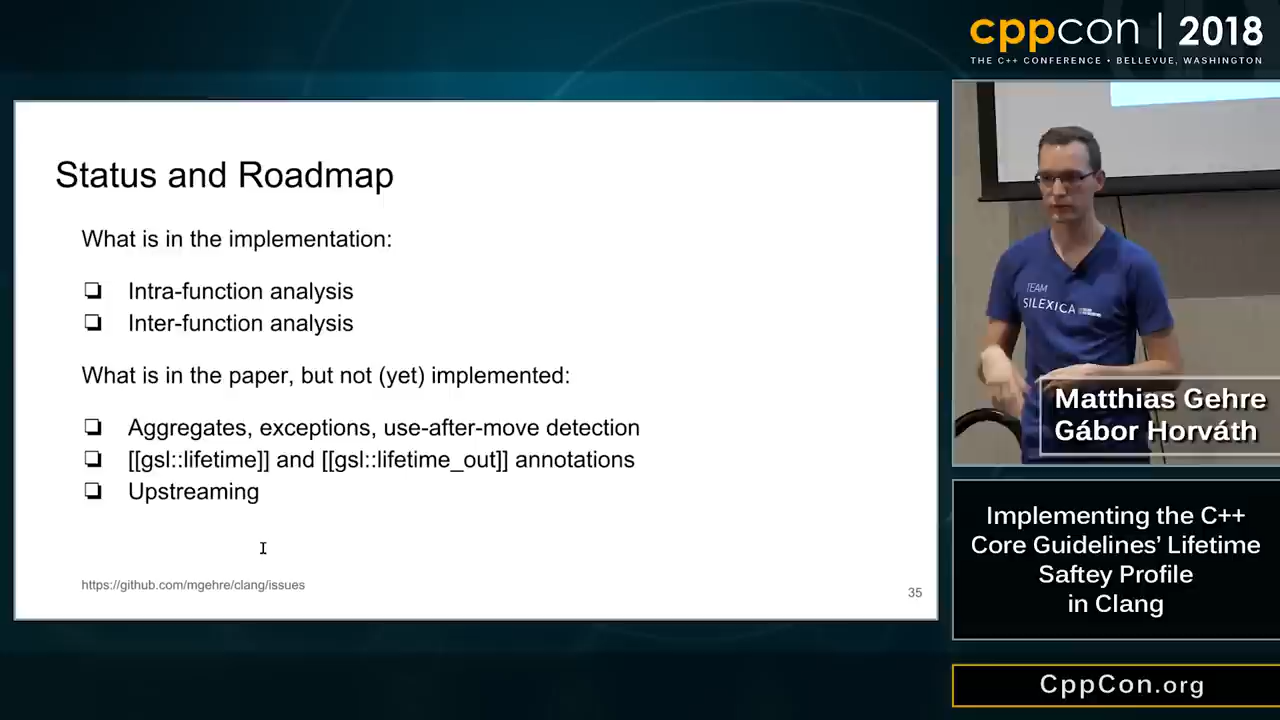 cppcon | 2018
THE C++ CONFERENCE • BELLEVUE, WASHINGTON
Status and Roadmap
What is in the implementation:
❏ Intra-function analysis
❏ Inter-function analysis
What is in the paper, but not (yet) implemented:
❏ Aggregates, exceptions, use-after-move detection
❏ [[gsl::lifetime]] and [[gsl::lifetime_out]] annotations
❏ Upstreaming
https://github.com/mgehre/clang/issues
35
TEAM
SILEXICA
Matthias Gehre
Gábor Horváth
Implementing the C++
Core Guidelines' Lifetime
Saftey Profile
in Clang
CppCon.org